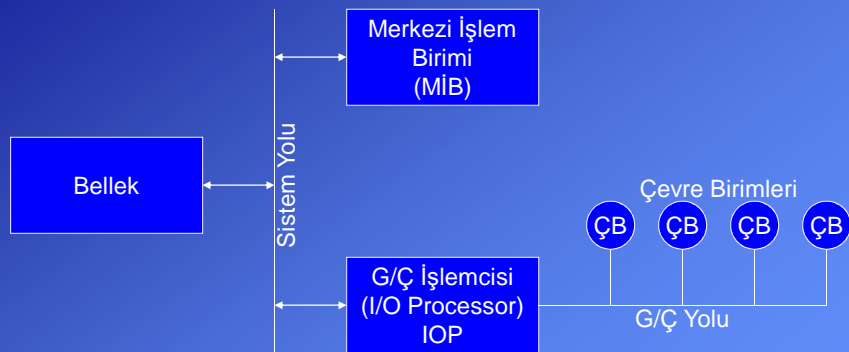 Merkezi İşlem
Birimi
(MİB)
Bellek
Sistem Yolu
Çevre Birimleri
ÇB ÇB ÇB ÇB
G/Ç İşlemcisi
(I/O Processor)
IOP
G/Ç Yolu